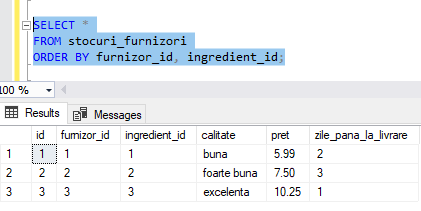 SELECT *
FROM stocuri_furnizori
ORDER BY furnizor_id, ingredient_id;
100 %
Results Messages
id furnizor_id ingredient_id calitate pret zile_pana_la_livrare
1 1 1 1 buna 5.99 2
2 2 2 2 foarte buna 7.50 3
3 3 3 3 excelenta 10.25 1